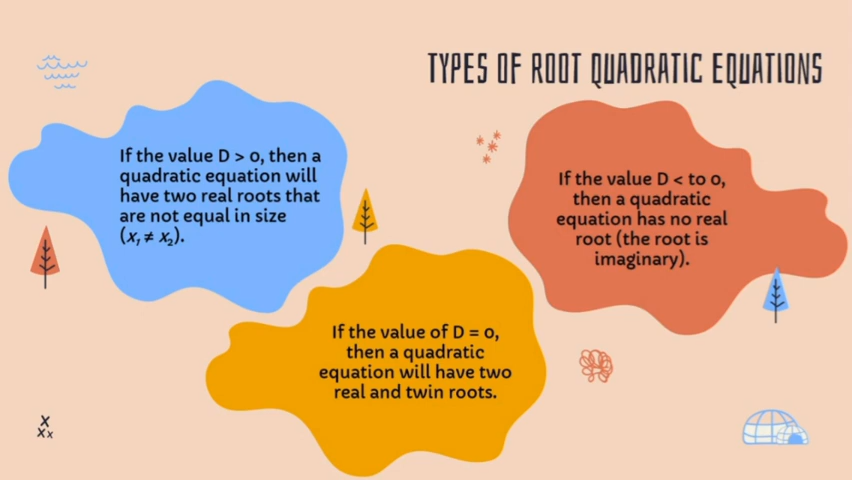 TYPES OF ROOT QUADRATIC EQUATIONS
If the value D > 0, then a
quadratic equation will
have two real roots that
are not equal in size
(x₁ ≠ x₂).
If the value D < to 0,
then a quadratic
equation has no real
root (the root is
imaginary).
If the value of D = 0,
then a quadratic
equation will have two
real and twin roots.
x
x x